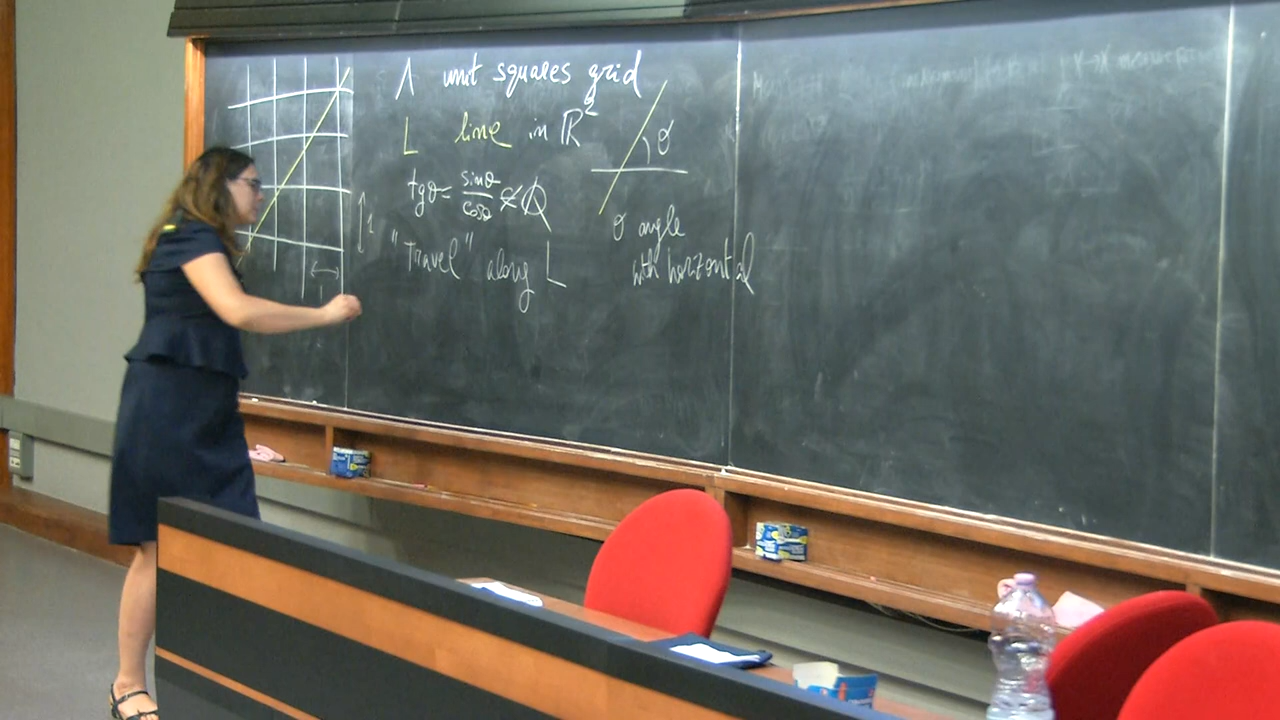 Λ unit squares grid
L line in ℝ²
θ
tgθ = sinθ/cosθ ∉ ℚ
1
"Travel" along L
θ angle
with horizontal